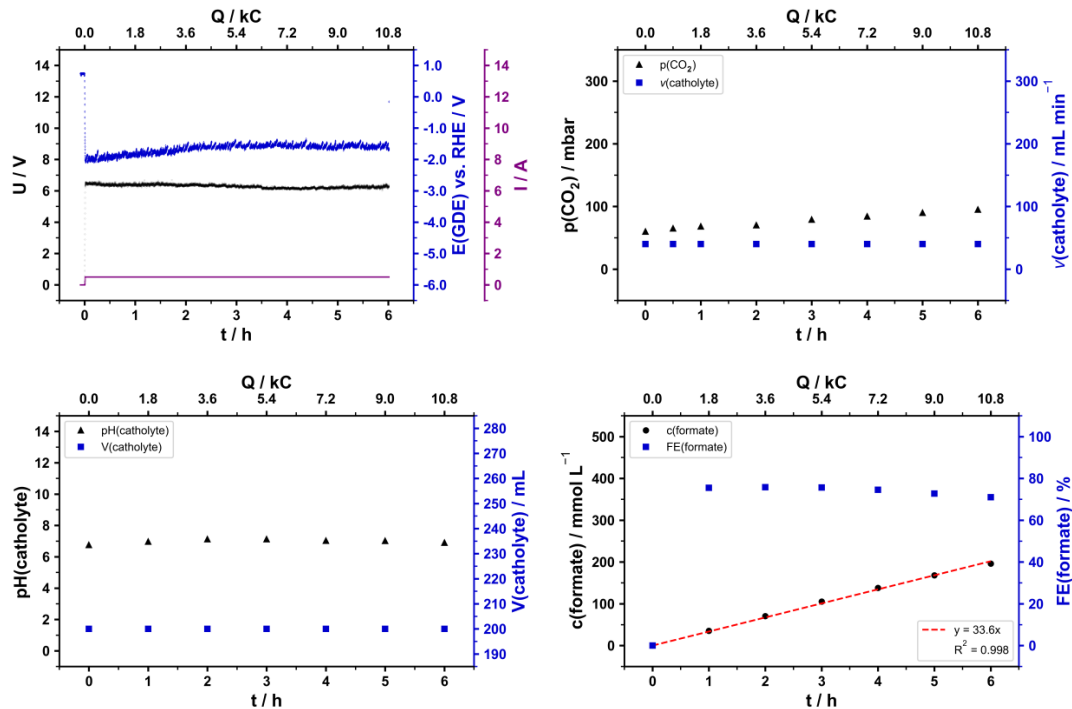 Q / kC
0.0 1.8 3.6 5.4 7.2 9.0 10.8
14
12
10
8
6
4
2
0
U / V
1.0
0.0
-1.0
-2.0
-3.0
-4.0
-5.0
-6.0
E(GDE) vs. RHE / V
14
12
10
8
6
4
2
0
I / A
0 1 2 3 4 5 6
t / h
Q / kC
0.0 1.8 3.6 5.4 7.2 9.0 10.8
p(CO₂)
v(catholyte)
300
200
100
0
p(CO₂) / mbar
300
200
100
0
v(catholyte) / mL min⁻¹
0 1 2 3 4 5 6
t / h
Q / kC
0.0 1.8 3.6 5.4 7.2 9.0 10.8
pH(catholyte)
V(catholyte)
14
12
10
8
6
4
2
0
pH(catholyte)
280
270
260
250
240
230
220
210
200
190
V(catholyte) / mL
0 1 2 3 4 5 6
t / h
Q / kC
0.0 1.8 3.6 5.4 7.2 9.0 10.8
c(formate)
FE(formate)
500
400
300
200
100
0
c(formate) / mmol L⁻¹
100
80
60
40
20
0
FE(formate) / %
y = 33.6x
R² = 0.998
0 1 2 3 4 5 6
t / h